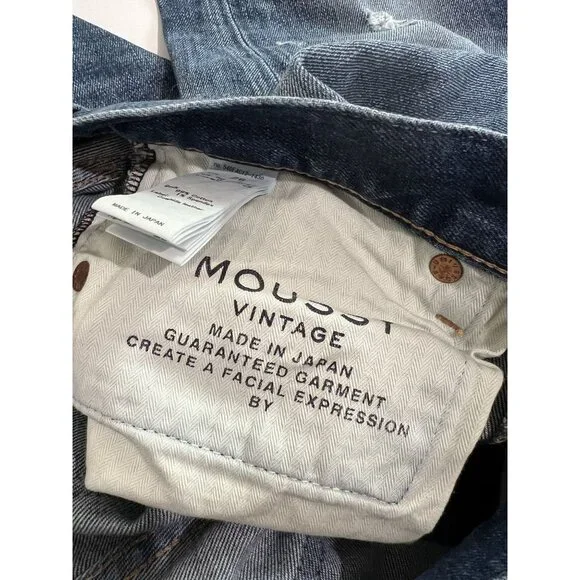 MADE IN JAPAN
MOUSSY
VINTAGE
MADE IN JAPAN
GUARANTEED GARMENT
CREATE A FACIAL EXPRESSION
BY